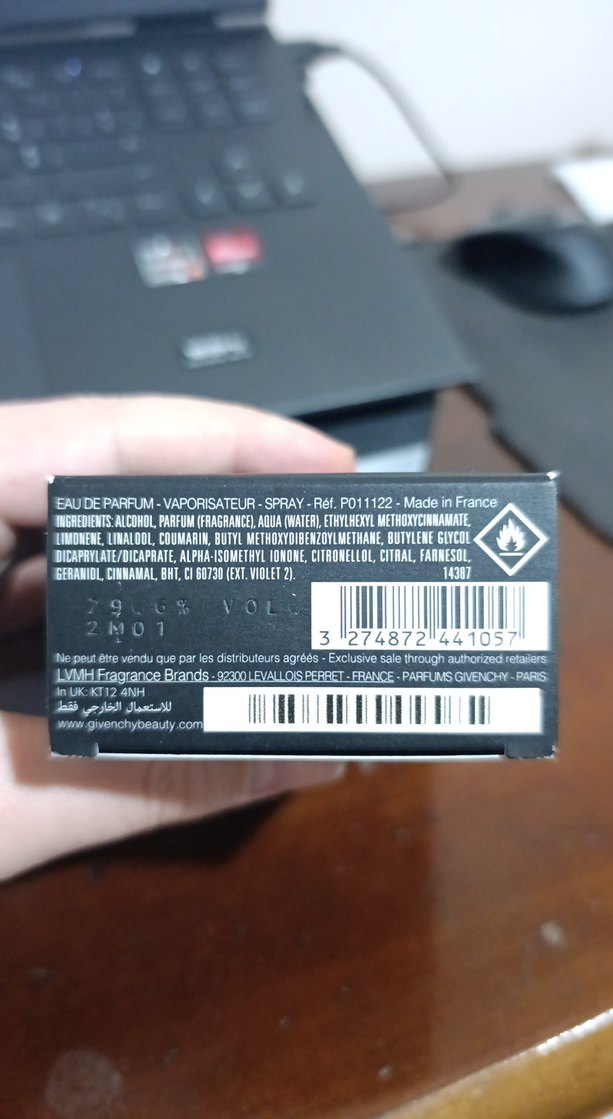 EAU DE PARFUM - VAPORISATEUR - SPRAY - Réf. P011122 - Made in France
INGREDIENTS: ALCOHOL, PARFUM (FRAGRANCE), AQUA (WATER), ETHYLHEXYL METHOXYCINNAMATE,
LIMONENE, LINALOOL, COUMARIN, BUTYL METHOXYDIBENZOYLMETHANE, BUTYLENE GLYCOL
DICAPRYLATE/DICAPRATE, ALPHA-ISOMETHYL IONONE, CITRONELLOL, CITRAL, FARNESOL,
GERANIOL, CINNAMAL, BHT, CI 60730 (EXT. VIOLET 2). 14387
VOL.
2M01
3 274872 441057
Ne peut être vendu que par les distributeurs agréés - Exclusive sale through authorized retailers
LVMH Fragrance Brands - 92300 LEVALLOIS PERRET - FRANCE - PARFUMS GIVENCHY - PARIS
In UK: KT12 4NH
للاستعمال الخارجي فقط
www.givenchybeauty.com